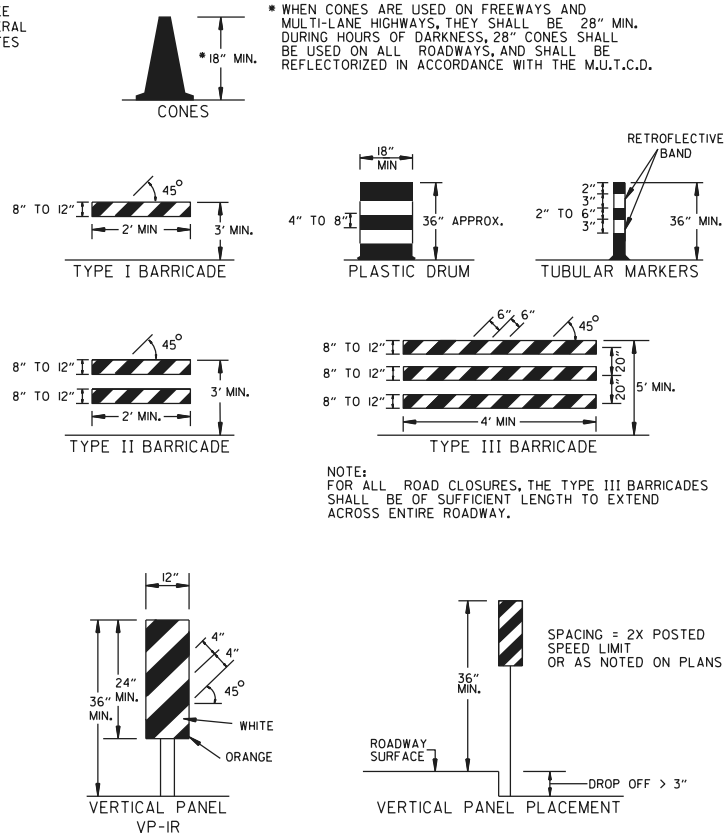 * WHEN CONES ARE USED ON FREEWAYS AND
MULTI-LANE HIGHWAYS, THEY SHALL BE 28" MIN.
DURING HOURS OF DARKNESS, 28" CONES SHALL
BE USED ON ALL ROADWAYS, AND SHALL BE
REFLECTORIZED IN ACCORDANCE WITH THE M.U.T.C.D.
* 18" MIN.
CONES
45°
8" TO 12"
2' MIN
3' MIN.
TYPE I BARRICADE
18"
MIN
4" TO 8"
36" APPROX.
PLASTIC DRUM
RETROFLECTIVE
BAND
2"
3"
2" TO 6"
3"
36" MIN.
TUBULAR MARKERS
45°
8" TO 12"
8" TO 12"
2' MIN.
3' MIN.
TYPE II BARRICADE
6" 6"
45°
8" TO 12"
8" TO 12"
8" TO 12"
20"
20"
5' MIN.
4' MIN
TYPE III BARRICADE
NOTE:
FOR ALL ROAD CLOSURES, THE TYPE III BARRICADES
SHALL BE OF SUFFICIENT LENGTH TO EXTEND
ACROSS ENTIRE ROADWAY.
12"
4"
4"
45°
24"
MIN.
36"
MIN.
WHITE
ORANGE
VERTICAL PANEL
VP-IR
36"
MIN.
SPACING = 2X POSTED
SPEED LIMIT
OR AS NOTED ON PLANS
ROADWAY
SURFACE
DROP OFF > 3"
VERTICAL PANEL PLACEMENT